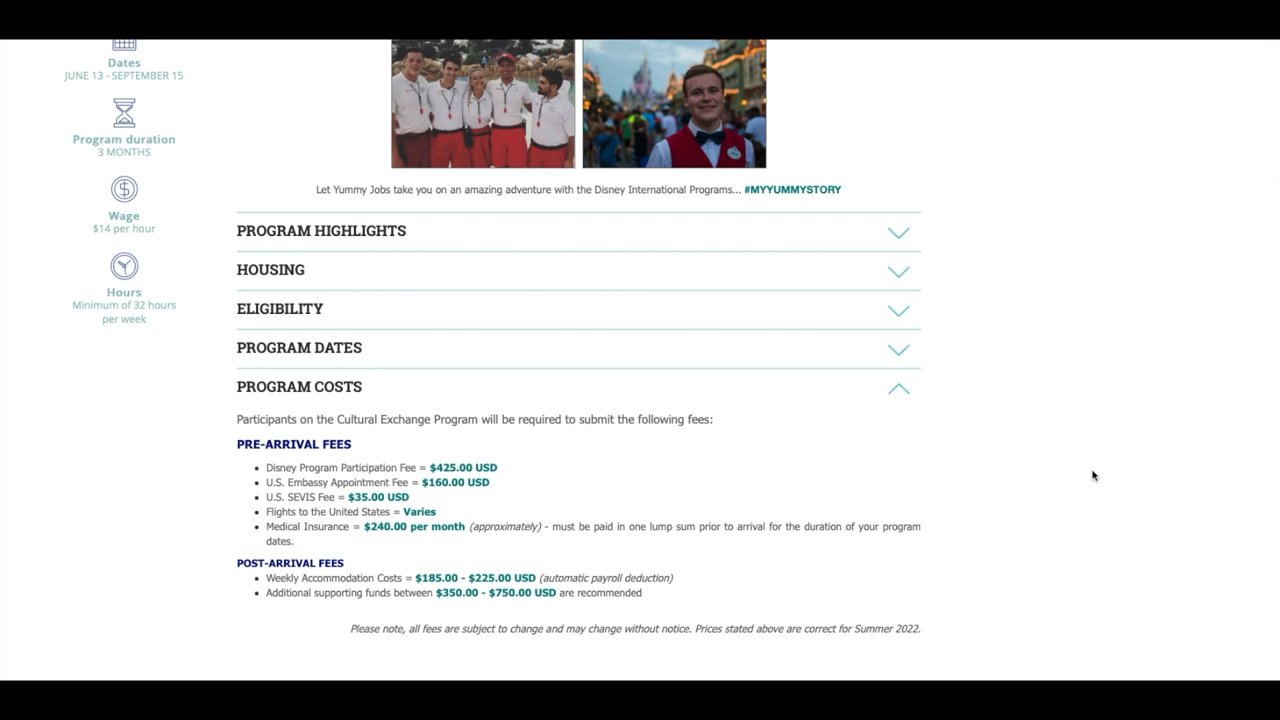 Dates
JUNE 13 - SEPTEMBER 15
Program duration
3 MONTHS
Wage
$14 per hour
Hours
Minimum of 32 hours
per week
Let Yummy Jobs take you on an amazing adventure with the Disney International Programs... #MYYUMMYSTORY
PROGRAM HIGHLIGHTS
HOUSING
ELIGIBILITY
PROGRAM DATES
PROGRAM COSTS
Participants on the Cultural Exchange Program will be required to submit the following fees:
PRE-ARRIVAL FEES
• Disney Program Participation Fee = $425.00 USD
• U.S. Embassy Appointment Fee = $160.00 USD
• U.S. SEVIS Fee = $35.00 USD
• Flights to the United States = Varies
• Medical Insurance = $240.00 per month (approximately) - must be paid in one lump sum prior to arrival for the duration of your program
dates.
POST-ARRIVAL FEES
• Weekly Accommodation Costs = $185.00 - $225.00 USD (automatic payroll deduction)
• Additional supporting funds between $350.00 - $750.00 USD are recommended
Please note, all fees are subject to change and may change without notice. Prices stated above are correct for Summer 2022.